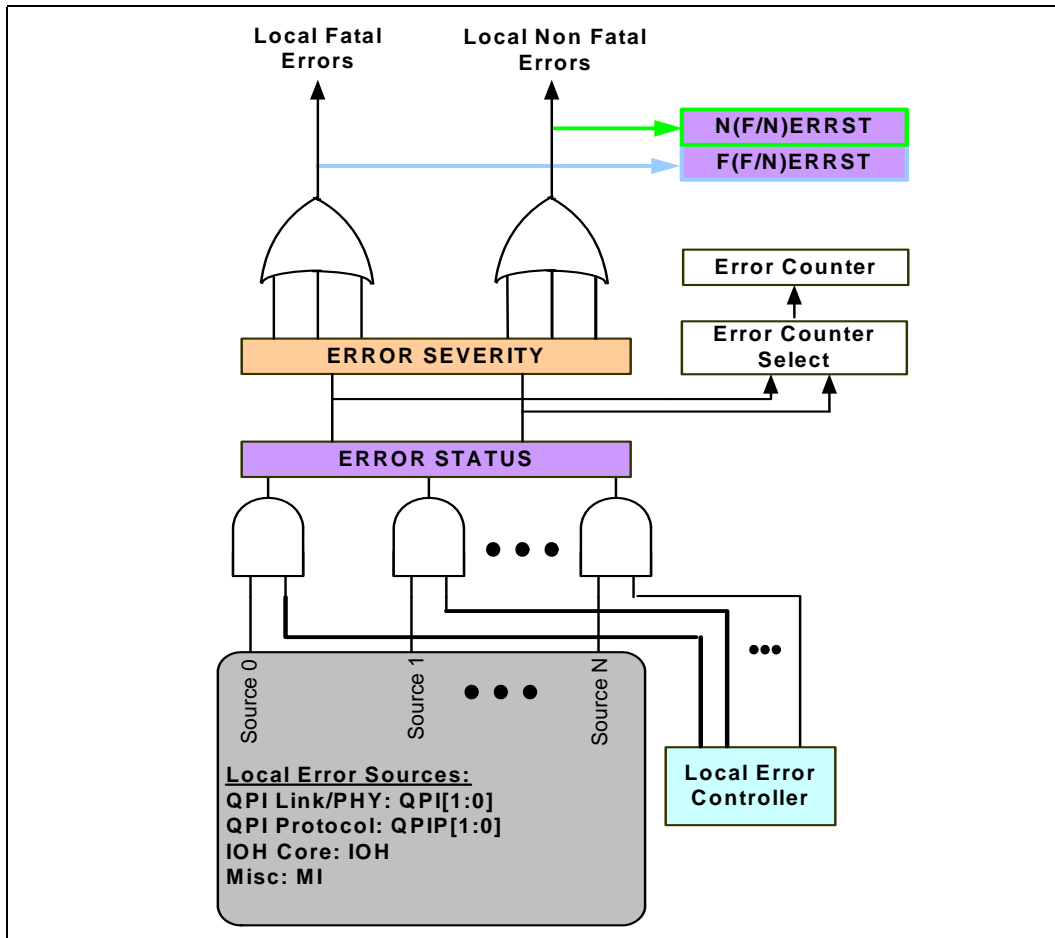 Local Fatal
Errors
Local Non Fatal
Errors
N(F/N)ERRST
F(F/N)ERRST
Error Counter
Error Counter
Select
ERROR SEVERITY
ERROR STATUS
Source 0
Source 1
Source N
Local Error Sources:
QPI Link/PHY: QPI[1:0]
QPI Protocol: QPIP[1:0]
IOH Core: IOH
Misc: MI
Local Error
Controller